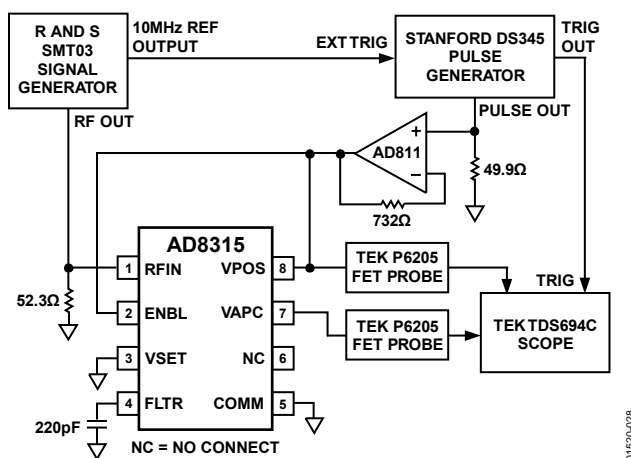 R AND S
SMT03
SIGNAL
GENERATOR
10MHz REF
OUTPUT
EXT TRIG
STANFORD DS345
PULSE
GENERATOR
TRIG
OUT
RF OUT
PULSE OUT
+
AD811
−
49.9Ω
732Ω
AD8315
1 RFIN
VPOS 8
TEK P6205
FET PROBE
TRIG
52.3Ω
2 ENBL
VAPC 7
TEK P6205
FET PROBE
TEK TDS694C
SCOPE
3 VSET
NC 6
4 FLTR
COMM 5
220pF
NC = NO CONNECT
01520-028